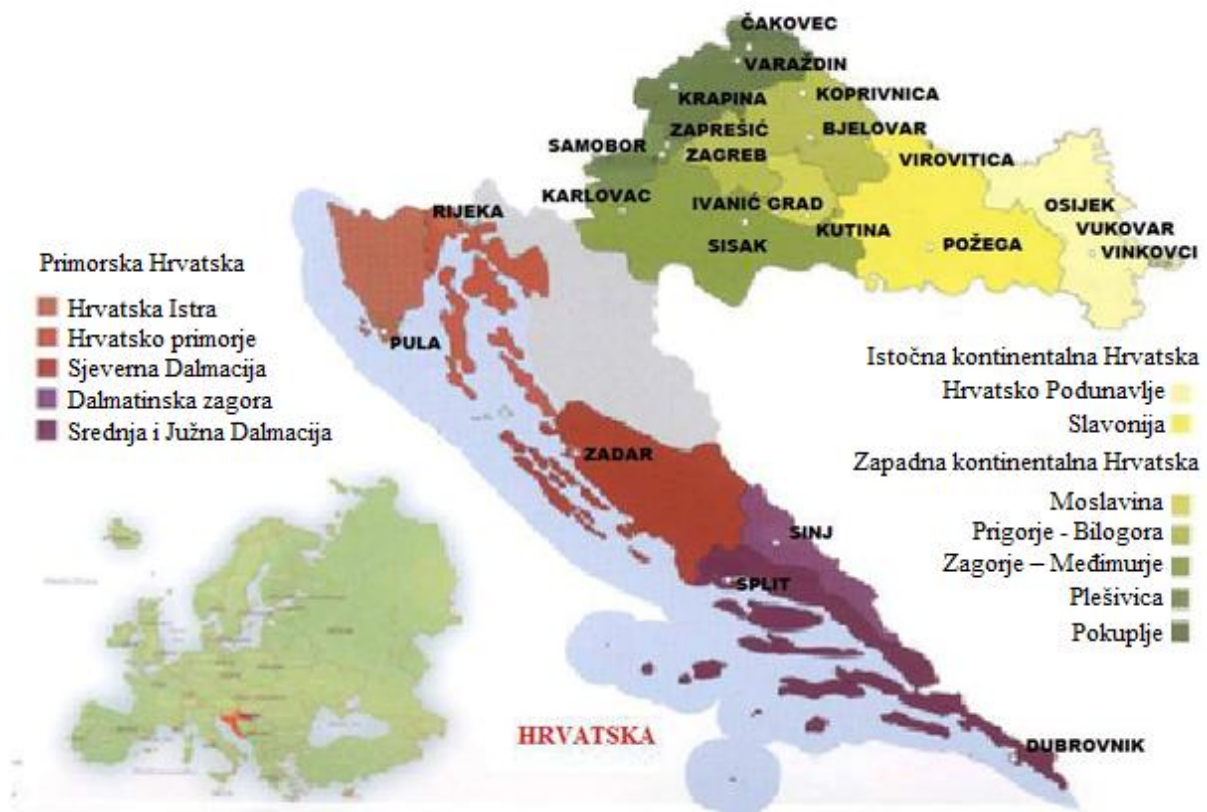 ČAKOVEC
VARAŽDIN
KRAPINA
KOPRIVNICA
ZAPREŠIĆ
BJELOVAR
SAMOBOR
ZAGREB
VIROVITICA
KARLOVAC
IVANIĆ GRAD
OSIJEK
RIJEKA
KUTINA
VUKOVAR
SISAK
POŽEGA
VINKOVCI
Primorska Hrvatska
Hrvatska Istra
Hrvatsko primorje
Sjeverna Dalmacija
Dalmatinska zagora
Srednja i Južna Dalmacija
PULA
Istočna kontinentalna Hrvatska
Hrvatsko Podunavlje
Slavonija
Zapadna kontinentalna Hrvatska
Moslavina
Prigorje - Bilogora
Zagorje – Međimurje
Plešivica
Pokuplje
ZADAR
SINJ
SPLIT
HRVATSKA
DUBROVNIK